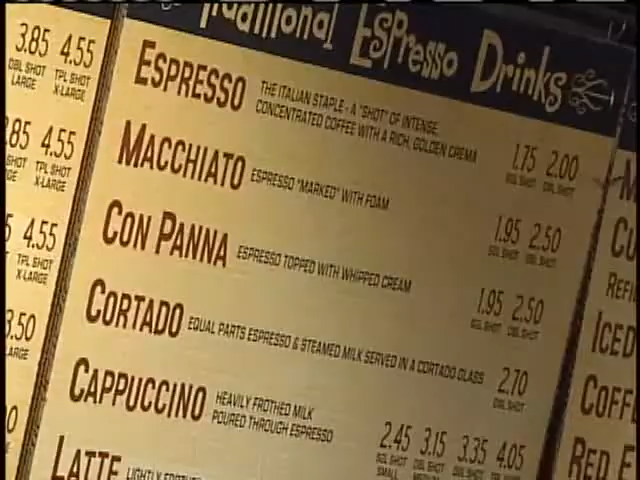 Traditional Espresso Drinks
3.85 4.55
DBL SHOT TPL SHOT
LARGE X-LARGE
.85 4.55
SHOT TPL SHOT
X-LARGE
4.55
TPL SHOT
X-LARGE
3.50
LARGE
ESPRESSO THE ITALIAN STAPLE - A "SHOT" OF INTENSE,
CONCENTRATED COFFEE WITH A RICH, GOLDEN CREMA
1.75 2.00
SGL SHOT DBL SHOT
MACCHIATO ESPRESSO "MARKED" WITH FOAM
1.95 2.50
SGL SHOT DBL SHOT
CON PANNA ESPRESSO TOPPED WITH WHIPPED CREAM
1.95 2.50
SGL SHOT DBL SHOT
CORTADO EQUAL PARTS ESPRESSO & STEAMED MILK SERVED IN A CORTADO GLASS
2.70
DBL SHOT
CAPPUCCINO HEAVILY FROTHED MILK
POURED THROUGH ESPRESSO
2.45 3.15 3.35 4.05
SGL SHOT DBL SHOT DBL SHOT TPL SHOT
SMALL
LATTE LIGHTLY
ICED
COFF
RED E